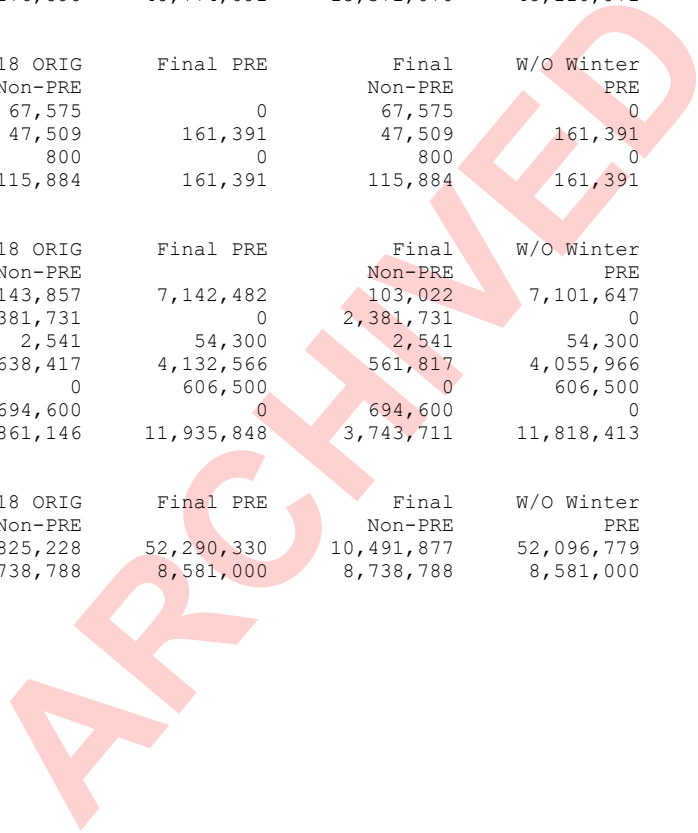 18 ORIG Final PRE Final W/O Winter
Non-PRE Non-PRE PRE
67,575 0 67,575 0
47,509 161,391 47,509 161,391
800 0 800 0
115,884 161,391 115,884 161,391
18 ORIG Final PRE Final W/O Winter
Non-PRE Non-PRE PRE
143,857 7,142,482 103,022 7,101,647
381,731 0 2,381,731 0
2,541 54,300 2,541 54,300
638,417 4,132,566 561,817 4,055,966
0 606,500 0 606,500
694,600 0 694,600 0
861,146 11,935,848 3,743,711 11,818,413
18 ORIG Final PRE Final W/O Winter
Non-PRE Non-PRE PRE
825,228 52,290,330 10,491,877 52,096,779
738,788 8,581,000 8,738,788 8,581,000
ARCHIVED